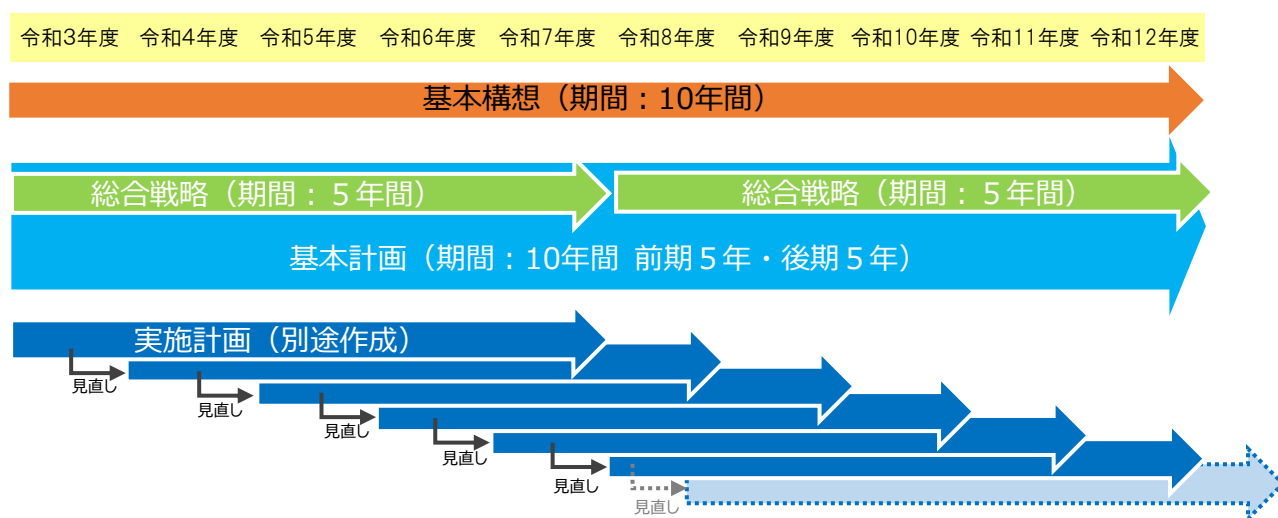 令和3年度 令和4年度 令和5年度 令和6年度 令和7年度 令和8年度 令和9年度 令和10年度 令和11年度 令和12年度
基本構想（期間：10年間）
総合戦略（期間：５年間） 総合戦略（期間：５年間）
基本計画（期間：10年間 前期５年・後期５年）
実施計画（別途作成）
見直し
見直し
見直し
見直し
見直し
見直し